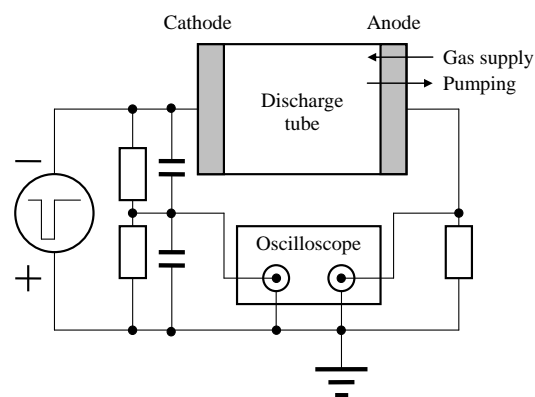 Cathode
Anode
Gas supply
Pumping
Discharge
tube
Oscilloscope
−
+